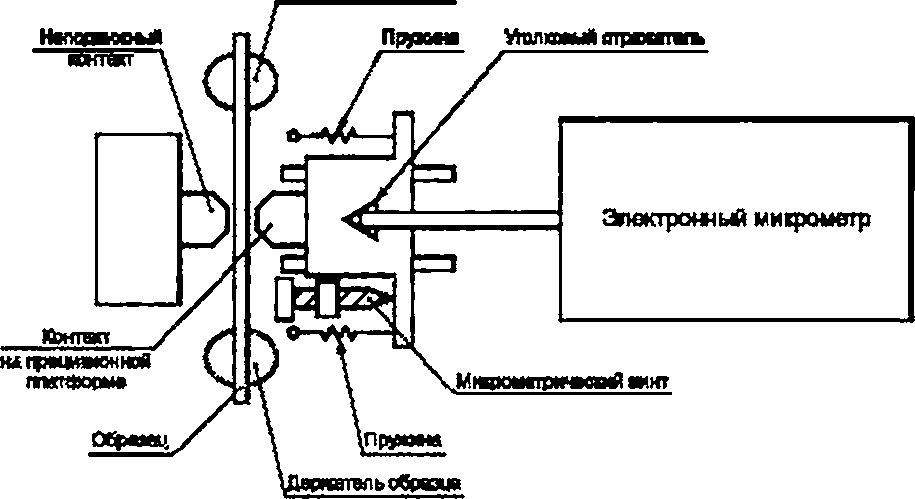 Неподвижный
контакт
Пружина
Уголковый отражатель
Электронный микрометр
Контакт
на прецизионной
платформе
Микрометрический винт
Образец
Пружина
Держатель образца